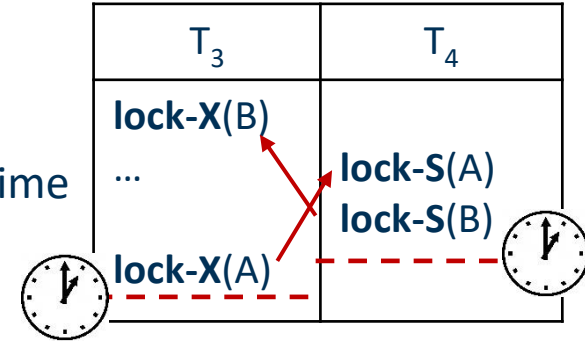 T₃ T₄
lock-X(B)
... lock-S(A)
ime
lock-S(B)
lock-X(A)